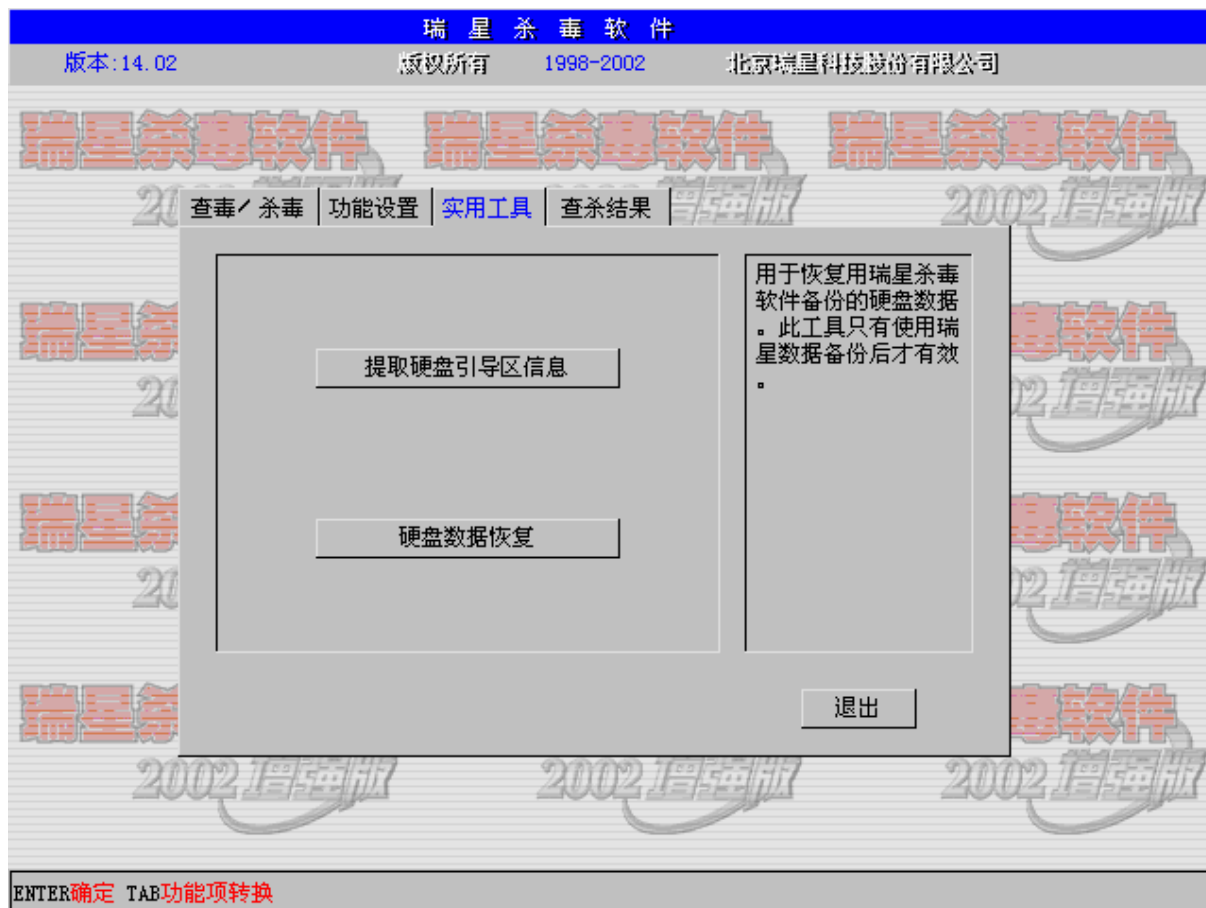 瑞星杀毒软件
版本:14.02 版权所有 1998-2002 北京瑞星科技股份有限公司
瑞星杀毒软件 瑞星杀毒软件 瑞星杀毒软件
2002增强版
查毒/杀毒 功能设置 实用工具 查杀结果
用于恢复用瑞星杀毒
软件备份的硬盘数据
。此工具只有使用瑞
星数据备份后才有效
。
提取硬盘引导区信息
硬盘数据恢复
退出
2002增强版 2002增强版 2002增强版
ENTER确定 TAB功能项转换